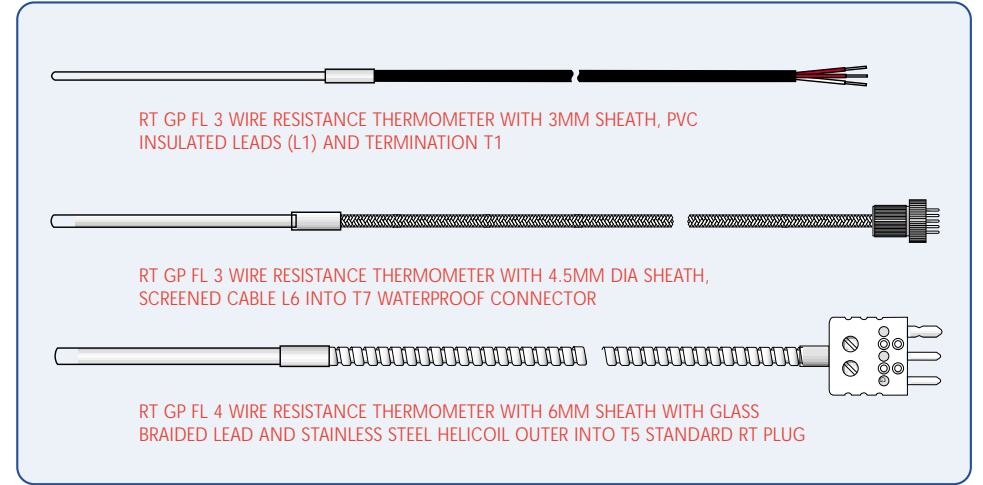 RT GP FL 3 WIRE RESISTANCE THERMOMETER WITH 3MM SHEATH, PVC
INSULATED LEADS (L1) AND TERMINATION T1
RT GP FL 3 WIRE RESISTANCE THERMOMETER WITH 4.5MM DIA SHEATH,
SCREENED CABLE L6 INTO T7 WATERPROOF CONNECTOR
RT GP FL 4 WIRE RESISTANCE THERMOMETER WITH 6MM SHEATH WITH GLASS
BRAIDED LEAD AND STAINLESS STEEL HELICOIL OUTER INTO T5 STANDARD RT PLUG